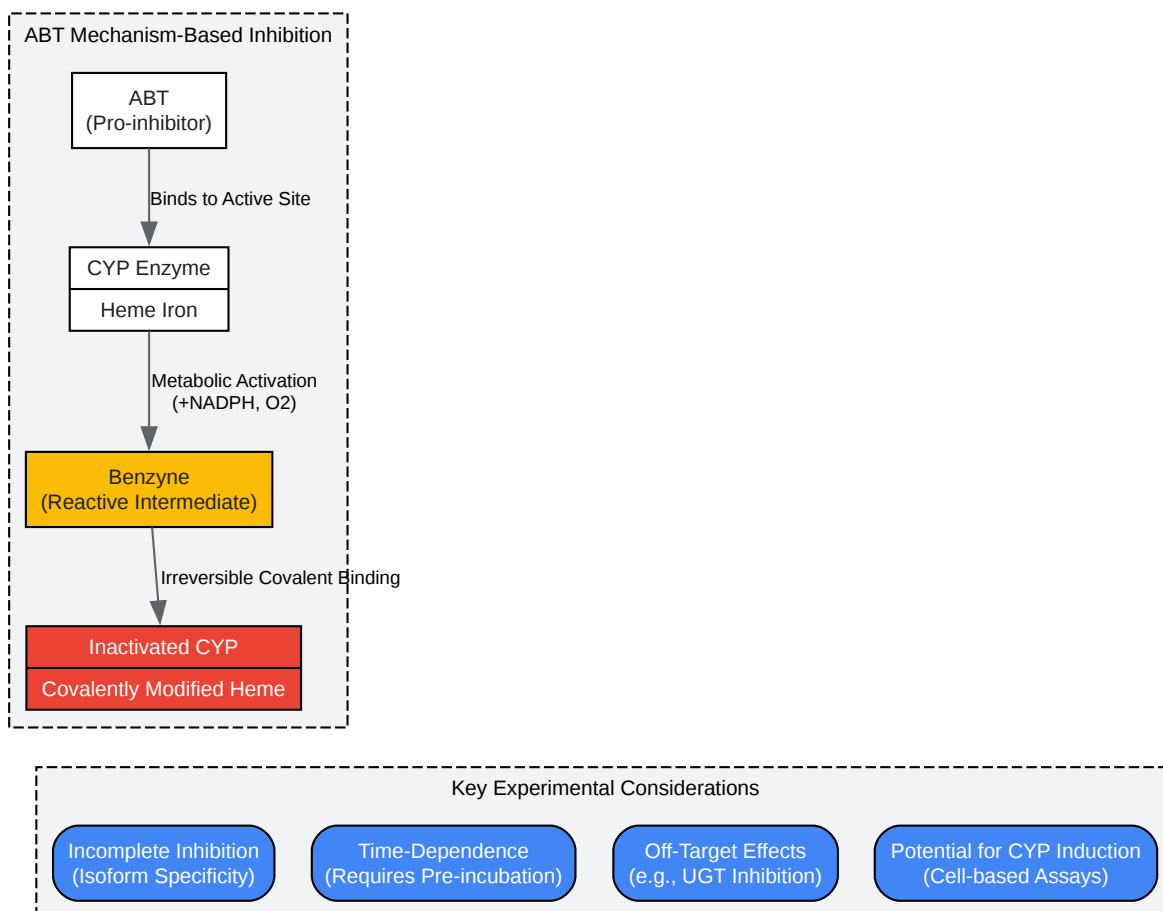 ABT Mechanism-Based Inhibition
ABT
(Pro-inhibitor)
Binds to Active Site
CYP Enzyme
Heme Iron
Metabolic Activation
(+NADPH, O2)
Benzyne
(Reactive Intermediate)
Irreversible Covalent Binding
Inactivated CYP
Covalently Modified Heme
Key Experimental Considerations
Incomplete Inhibition
(Isoform Specificity)
Time-Dependence
(Requires Pre-incubation)
Off-Target Effects
(e.g., UGT Inhibition)
Potential for CYP Induction
(Cell-based Assays)